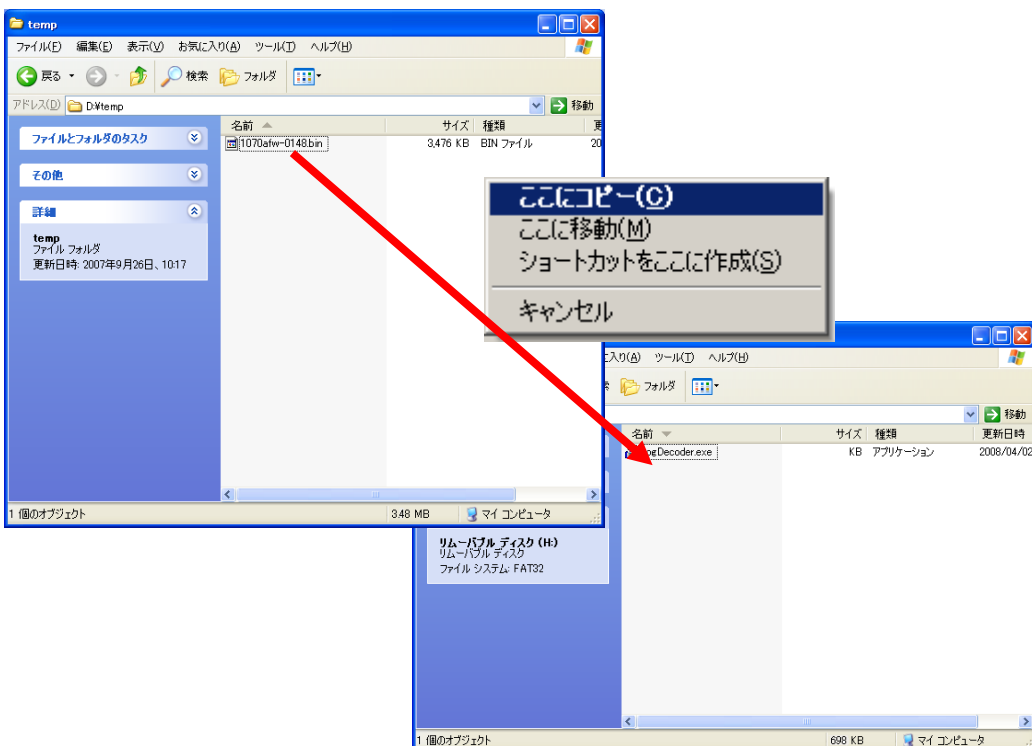 temp
ファイル(F) 編集(E) 表示(V) お気に入り(A) ツール(T) ヘルプ(H)
戻る 検索 フォルダ
アドレス(D) D:¥temp 移動
ファイルとフォルダのタスク
その他
詳細
temp
ファイル フォルダ
更新日時: 2007年9月26日、10:17
名前 サイズ 種類 更
1070afw-0148.bin 3,476 KB BIN ファイル 20
1 個のオブジェクト 3.48 MB マイ コンピュータ
ここにコピー(C)
ここに移動(M)
ショートカットをここに作成(S)
キャンセル
に入り(A) ツール(T) ヘルプ(H)
フォルダ
移動
名前 サイズ 種類 更新日時
ogDecoder.exe KB アプリケーション 2008/04/02
リムーバブル ディスク (H:)
リムーバブル ディスク
ファイル システム: FAT32
1 個のオブジェクト 698 KB マイ コンピュータ